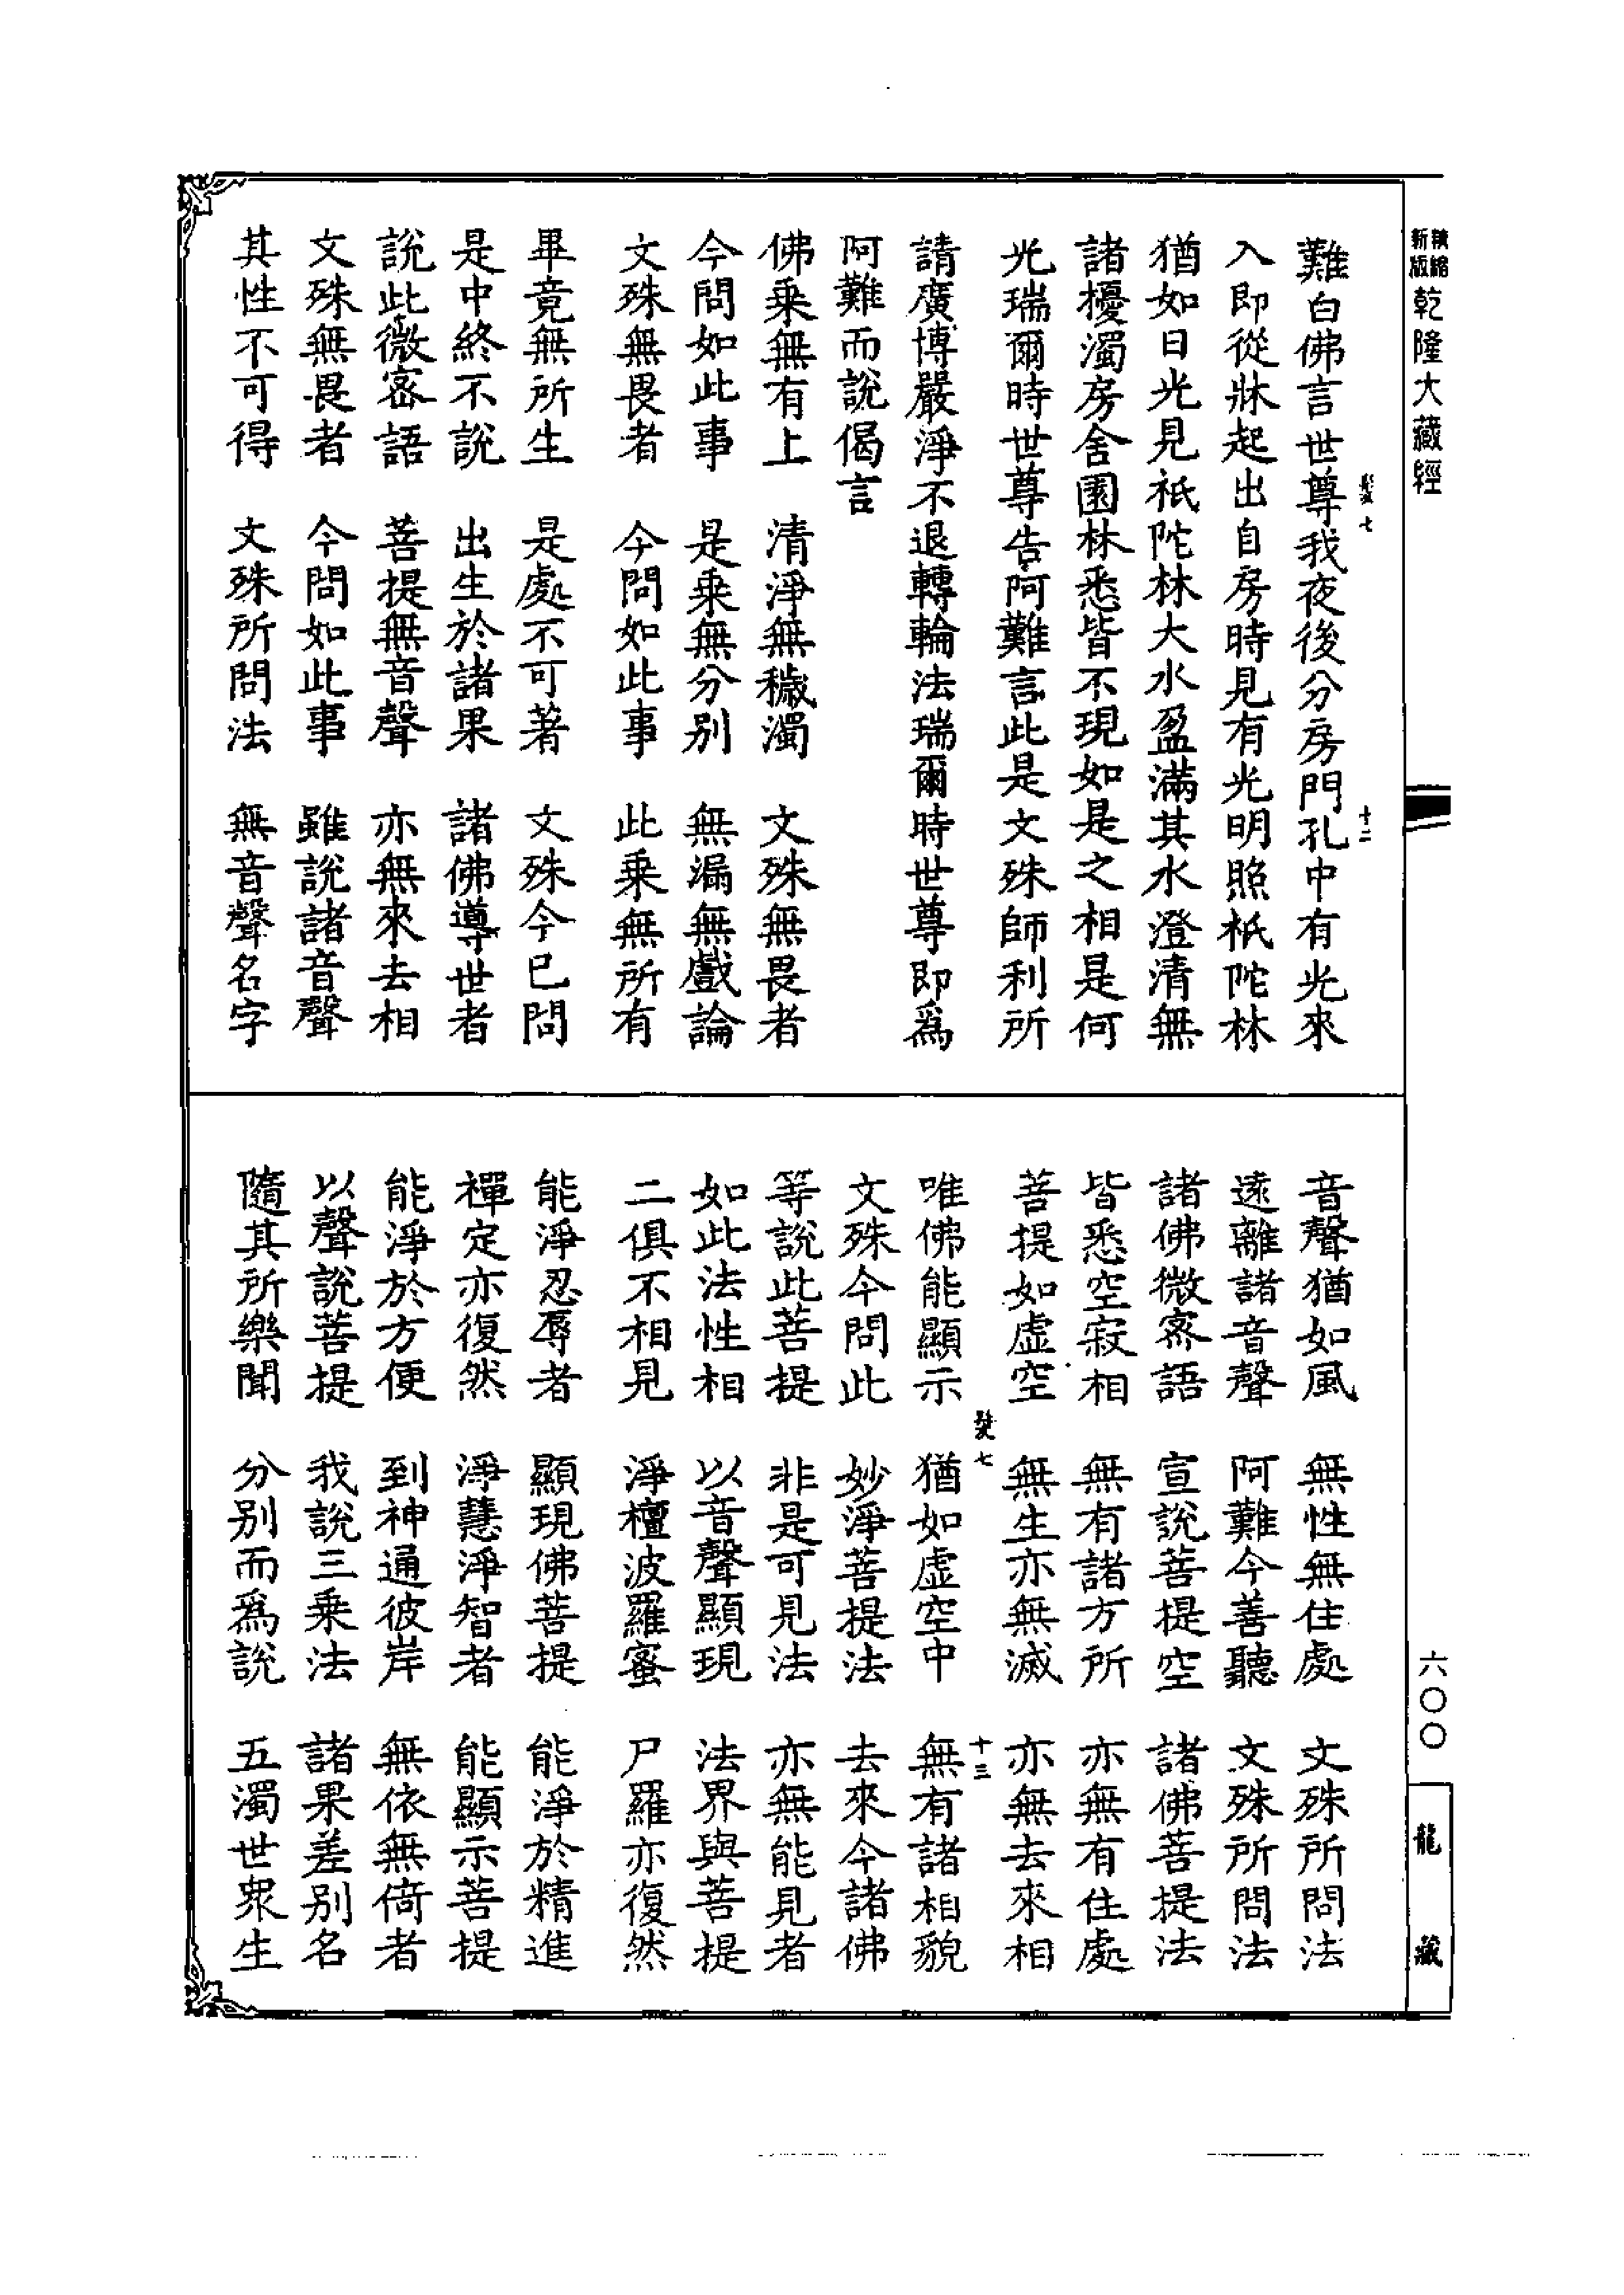 新版 精縮 乾隆大藏經
難白佛言世尊我夜後分房門孔中有光來
入即從牀起出自房時見有光明照祇陀林
猶如日光見祇陀林大水盈滿其水澄清無
諸擾濁房舍園林悉皆不現如是之相是何
光瑞爾時世尊告阿難言此是文殊師利所
請廣博嚴淨不退轉輪法瑞爾時世尊即為
阿難而說偈言
佛乘無有上 清淨無穢濁 文殊無畏者
今問如此事 是乘無分別 無漏無戲論
文殊無畏者 今問如此事 此乘無所有
畢竟無所生 是處不可著 文殊今已問
是中終不說 出生於諸果 諸佛導世者
說此微密語 菩提無音聲 亦無來去相
文殊無畏者 今問如此事 雖說諸音聲
其性不可得 文殊所問法 無音聲名字
音聲猶如風 無性無住處 文殊所問法
遠離諸音聲 阿難今善聽 文殊所問法
諸佛微密語 宣說菩提空 諸佛菩提法
皆悉空寂相 無有諸方所 亦無有住處
菩提如虛空 無生亦無滅 亦無去來相
七 十三
唯佛能顯示 猶如虛空中 無有諸相貌
文殊今問此 妙淨菩提法 去來今諸佛
等說此菩提 非是可見法 亦無能見者
如此法性相 以音聲顯現 法界與菩提
二俱不相見 淨檀波羅蜜 尸羅亦復然
能淨忍辱者 顯現佛菩提 能淨於精進
禪定亦復然 淨慧淨智者 能顯示菩提
能淨於方便 到神通彼岸 無依無倚者
以聲說菩提 我說三乘法 諸果差別名
隨其所樂聞 分別而為說 五濁世衆生
六〇〇
龍藏